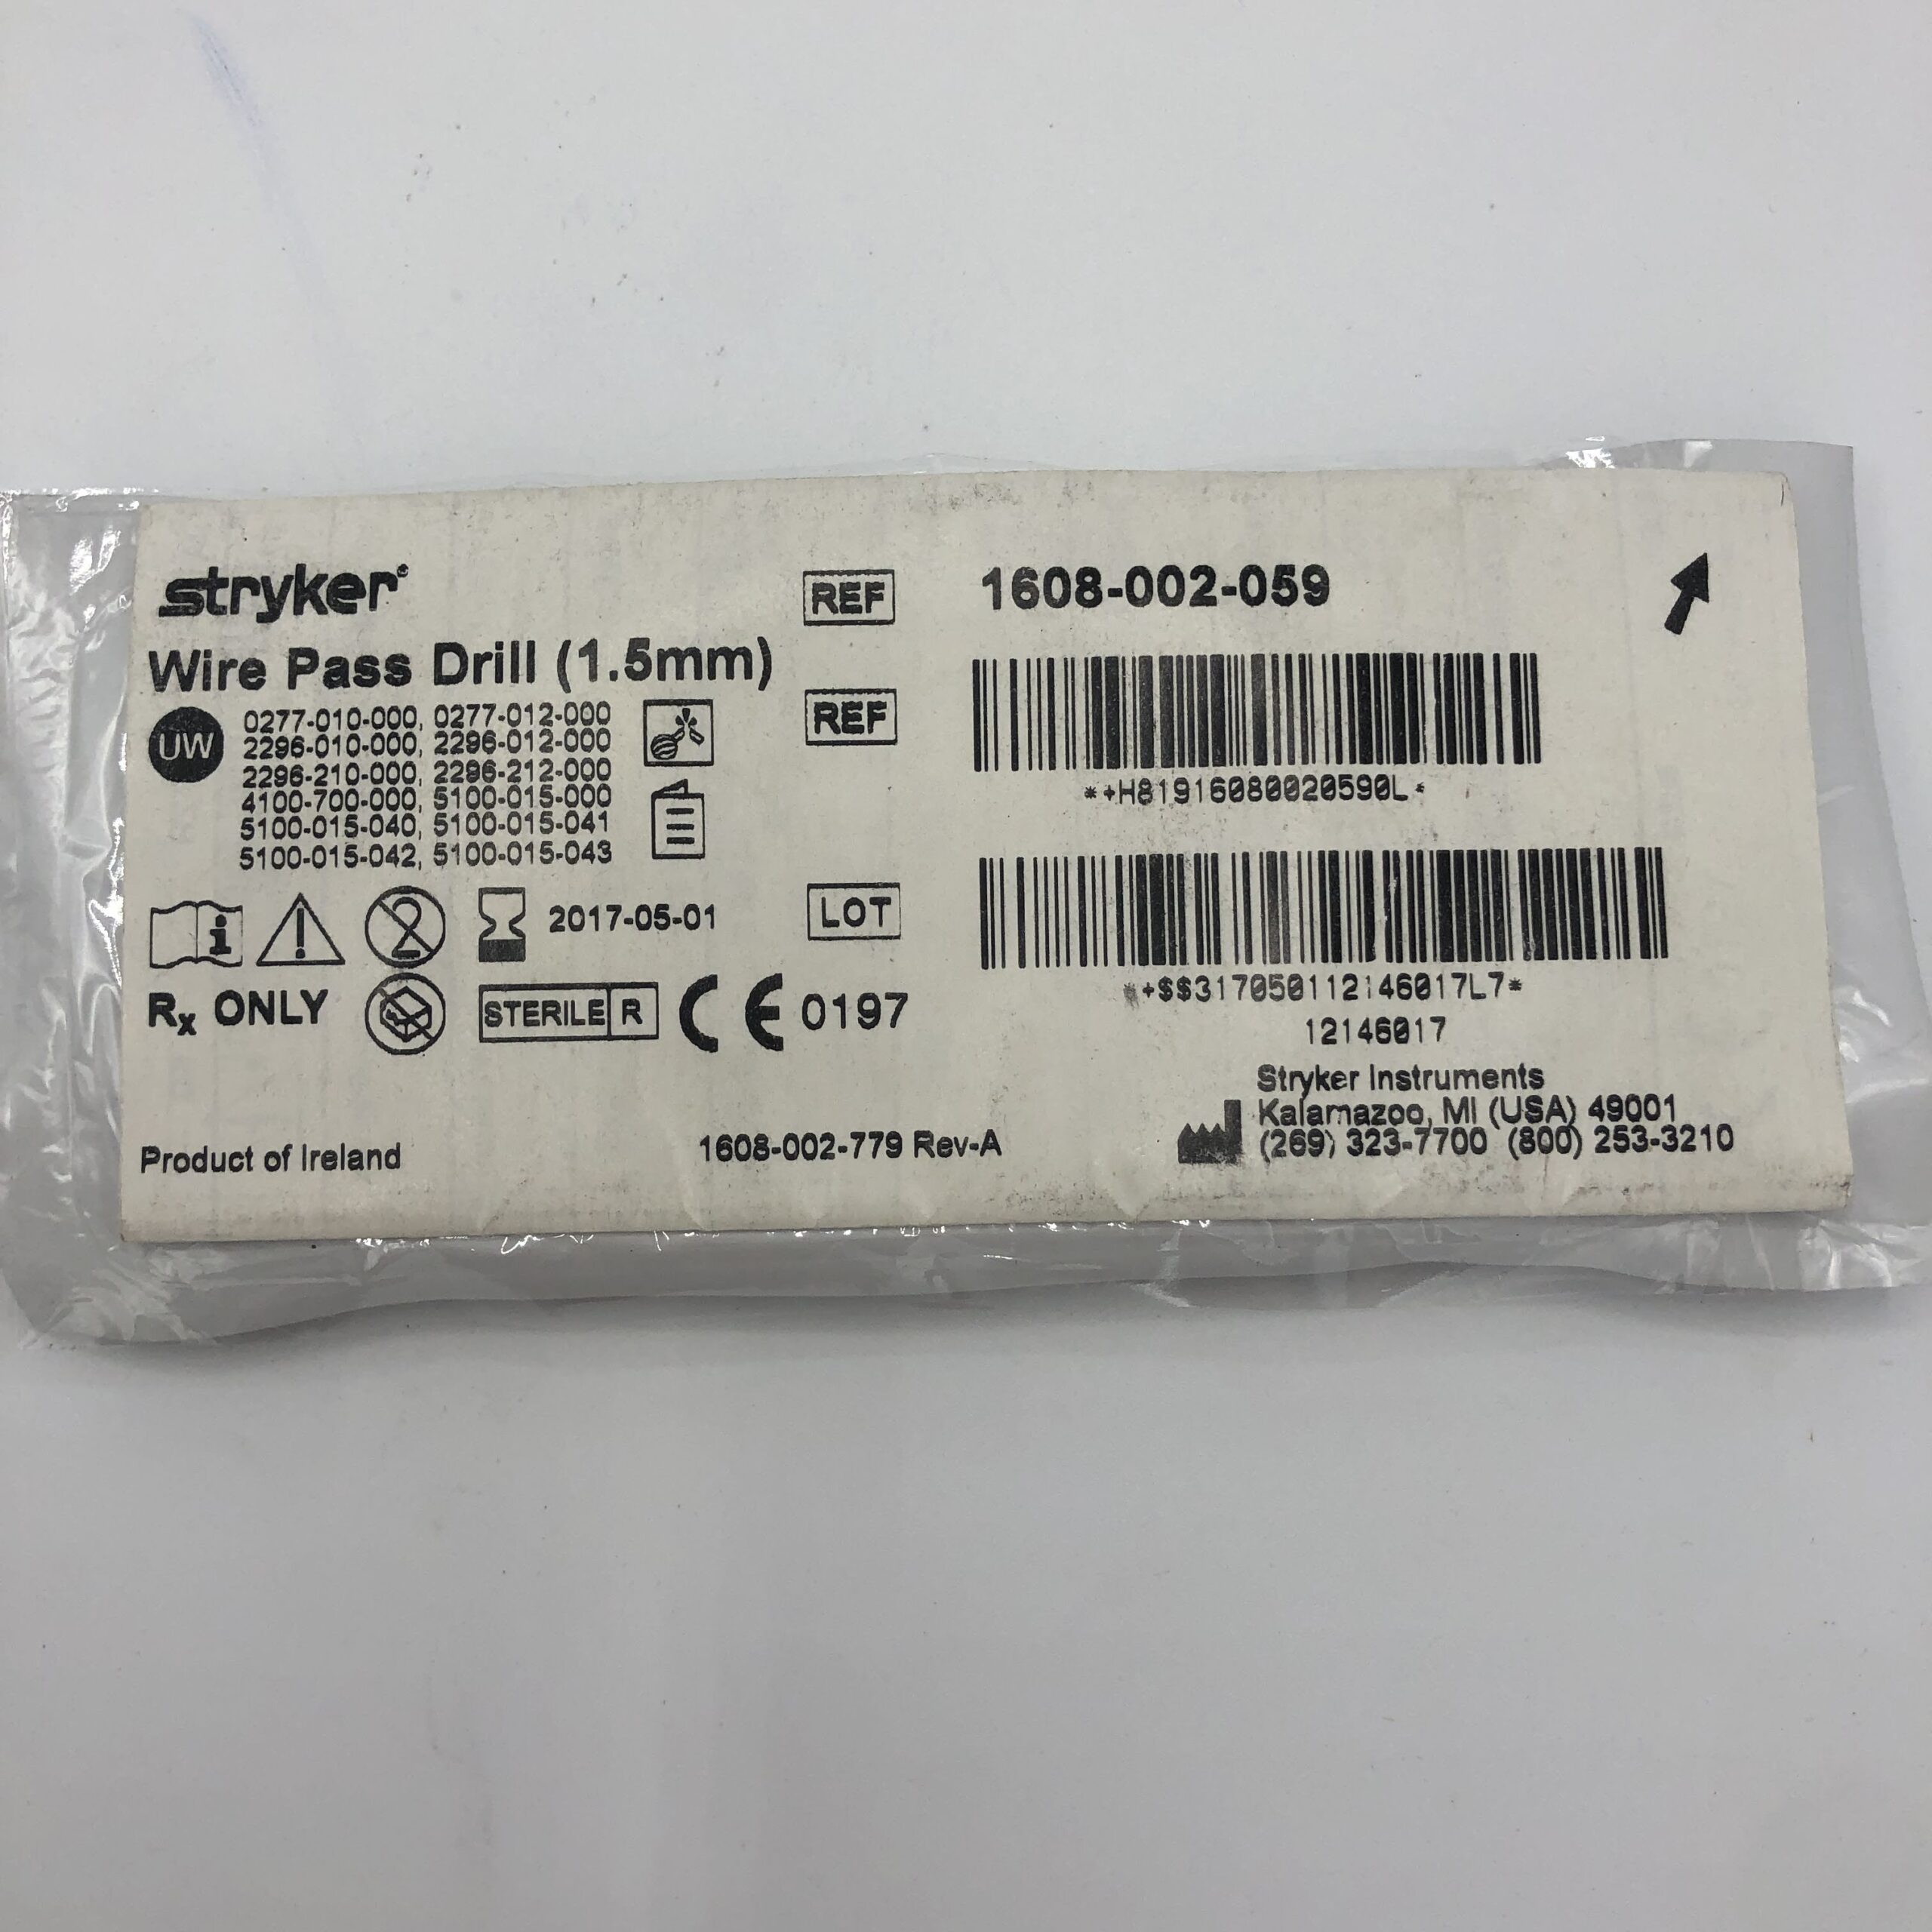 stryker®
Wire Pass Drill (1.5mm)
UW
0277-010-000, 0277-012-000
2296-010-000, 2296-012-000
2296-210-000, 2296-212-000
4100-700-000, 5100-015-000
5100-015-040, 5100-015-041
5100-015-042, 5100-015-043
i
2
2017-05-01
Rx ONLY
STERILE R
CE 0197
Product of Ireland
1608-002-779 Rev-A
REF
1608-002-059
REF
*+H81916080020590L*
LOT
*+$$317050112146017L7*
12146017
Stryker Instruments
Kalamazoo, MI (USA) 49001
(269) 323-7700 (800) 253-3210